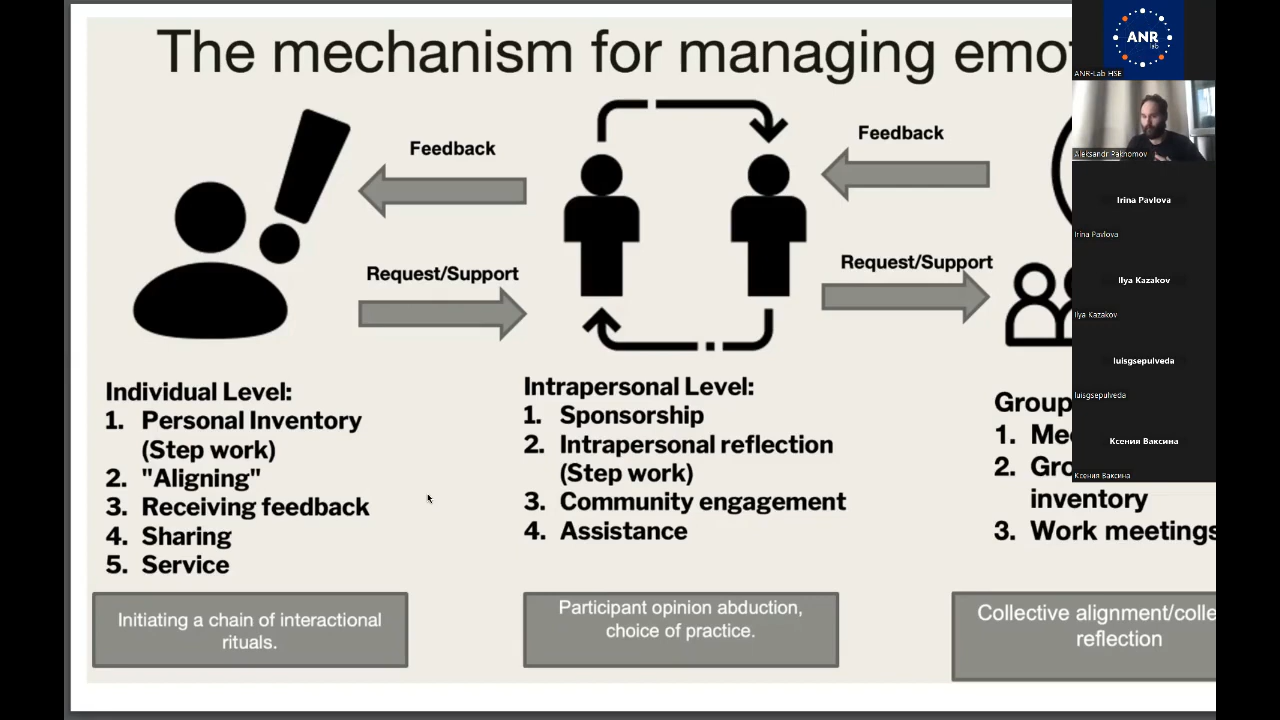 The mechanism for managing emo
Feedback
Request/Support
Feedback
Request/Support
Individual Level:
1. Personal Inventory
(Step work)
2. "Aligning"
3. Receiving feedback
4. Sharing
5. Service
Initiating a chain of interactional
rituals.
Intrapersonal Level:
1. Sponsorship
2. Intrapersonal reflection
(Step work)
3. Community engagement
4. Assistance
Participant opinion abduction,
choice of practice.
Group
1. Me
2. Gro
inventory
3. Work meetings
Collective alignment/colle
reflection
ANR
lab
ANR-Lab HSE
Aleksandr Pakhomov
Irina Pavlova
Irina Pavlova
Ilya Kazakov
Ilya Kazakov
luisgsepulveda
luisgsepulveda
Ксения Ваксина
Ксения Ваксина